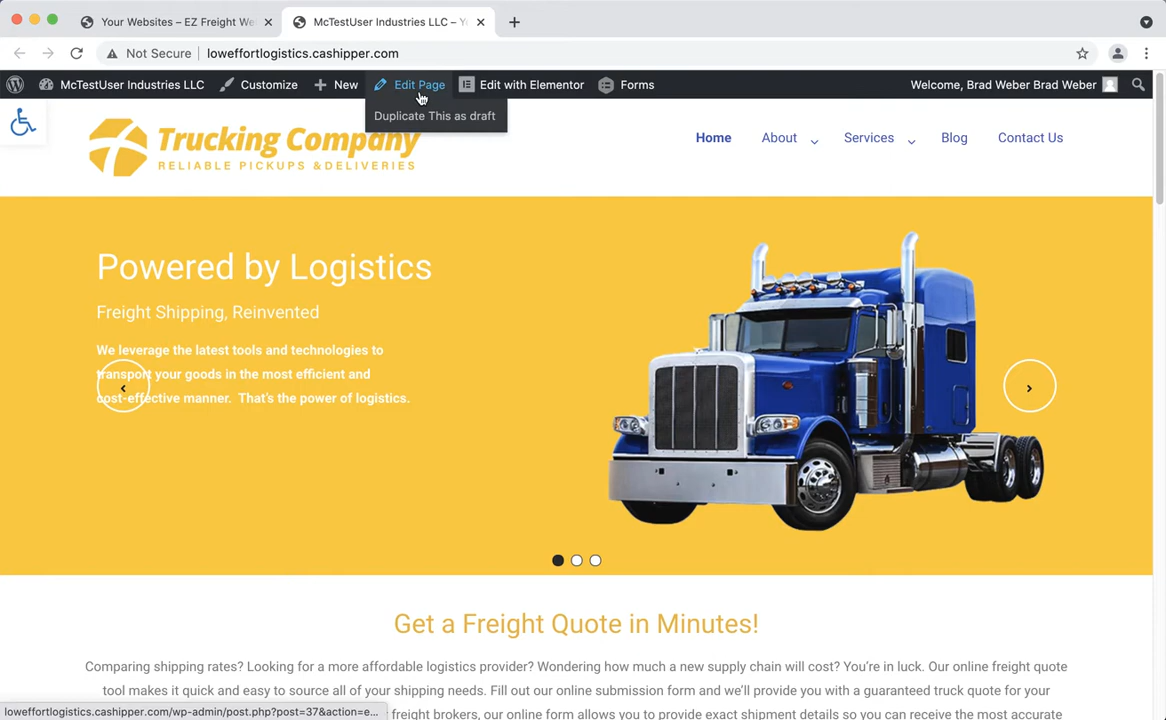 Your Websites – EZ Freight We
McTestUser Industries LLC – Y
Not Secure
loweffortlogistics.cashipper.com
McTestUser Industries LLC
Customize
New
Edit Page
Edit with Elementor
Forms
Welcome, Brad Weber Brad Weber
Duplicate This as draft
Trucking Company
RELIABLE PICKUPS &DELIVERIES
Home
About
Services
Blog
Contact Us
Powered by Logistics
Freight Shipping, Reinvented
We leverage the latest tools and technologies to
transport your goods in the most efficient and
cost-effective manner. That's the power of logistics.
Get a Freight Quote in Minutes!
Comparing shipping rates? Looking for a more affordable logistics provider? Wondering how much a new supply chain will cost? You're in luck. Our online freight quote
tool makes it quick and easy to source all of your shipping needs. Fill out our online submission form and we'll provide you with a guaranteed truck quote for your
freight brokers, our online form allows you to provide exact shipment details so you can receive the most accurate
loweffortlogistics.cashipper.com/wp-admin/post.php?post=37&action=e...